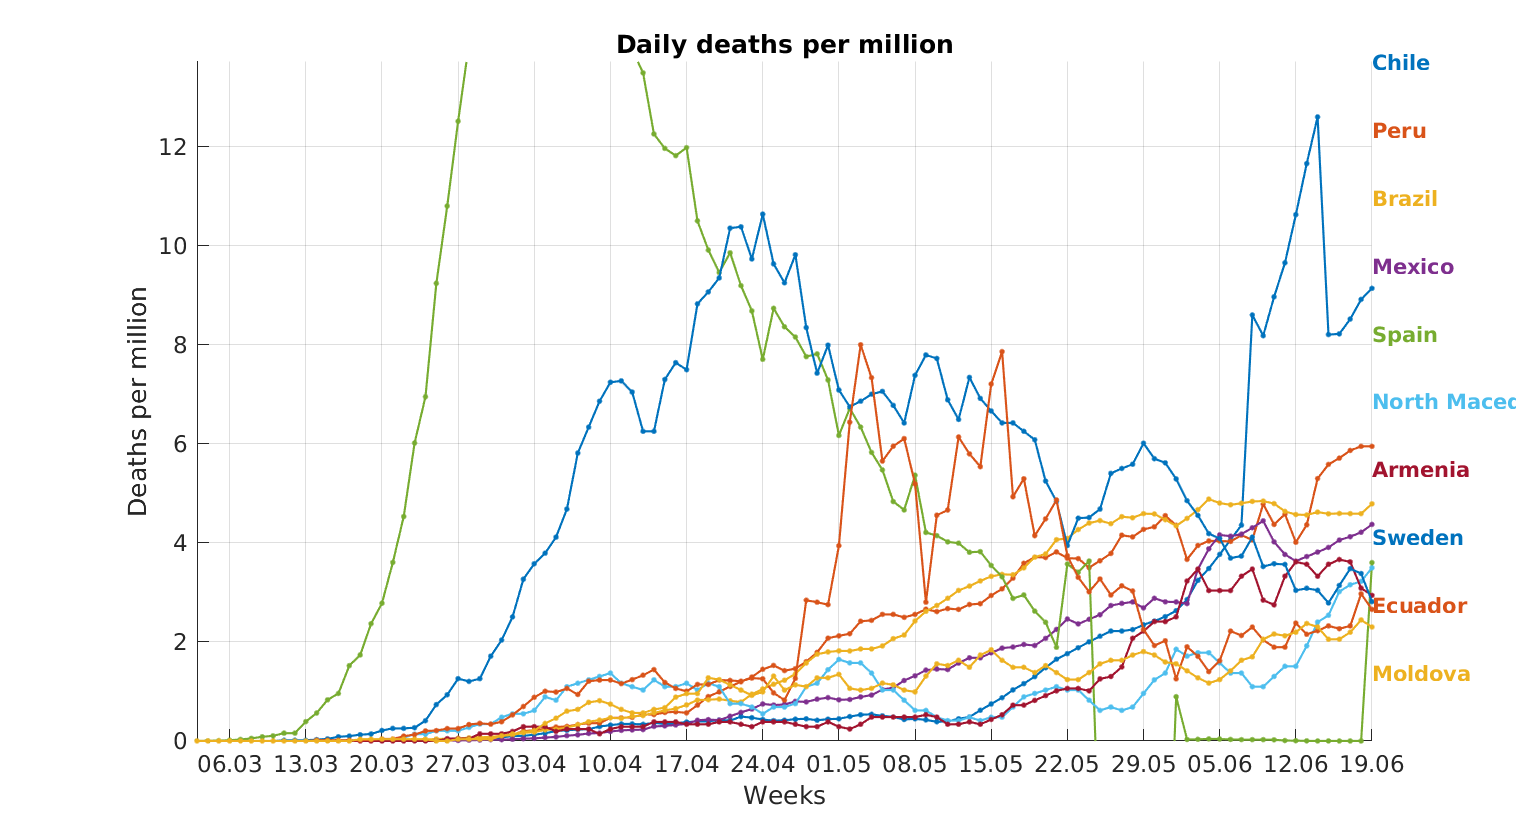 Daily deaths per million
Deaths per million
12
10
8
6
4
2
0
06.03 13.03 20.03 27.03 03.04 10.04 17.04 24.04 01.05 08.05 15.05 22.05 29.05 05.06 12.06 19.06
Weeks
Chile
Peru
Brazil
Mexico
Spain
North Maced
Armenia
Sweden
Ecuador
Moldova